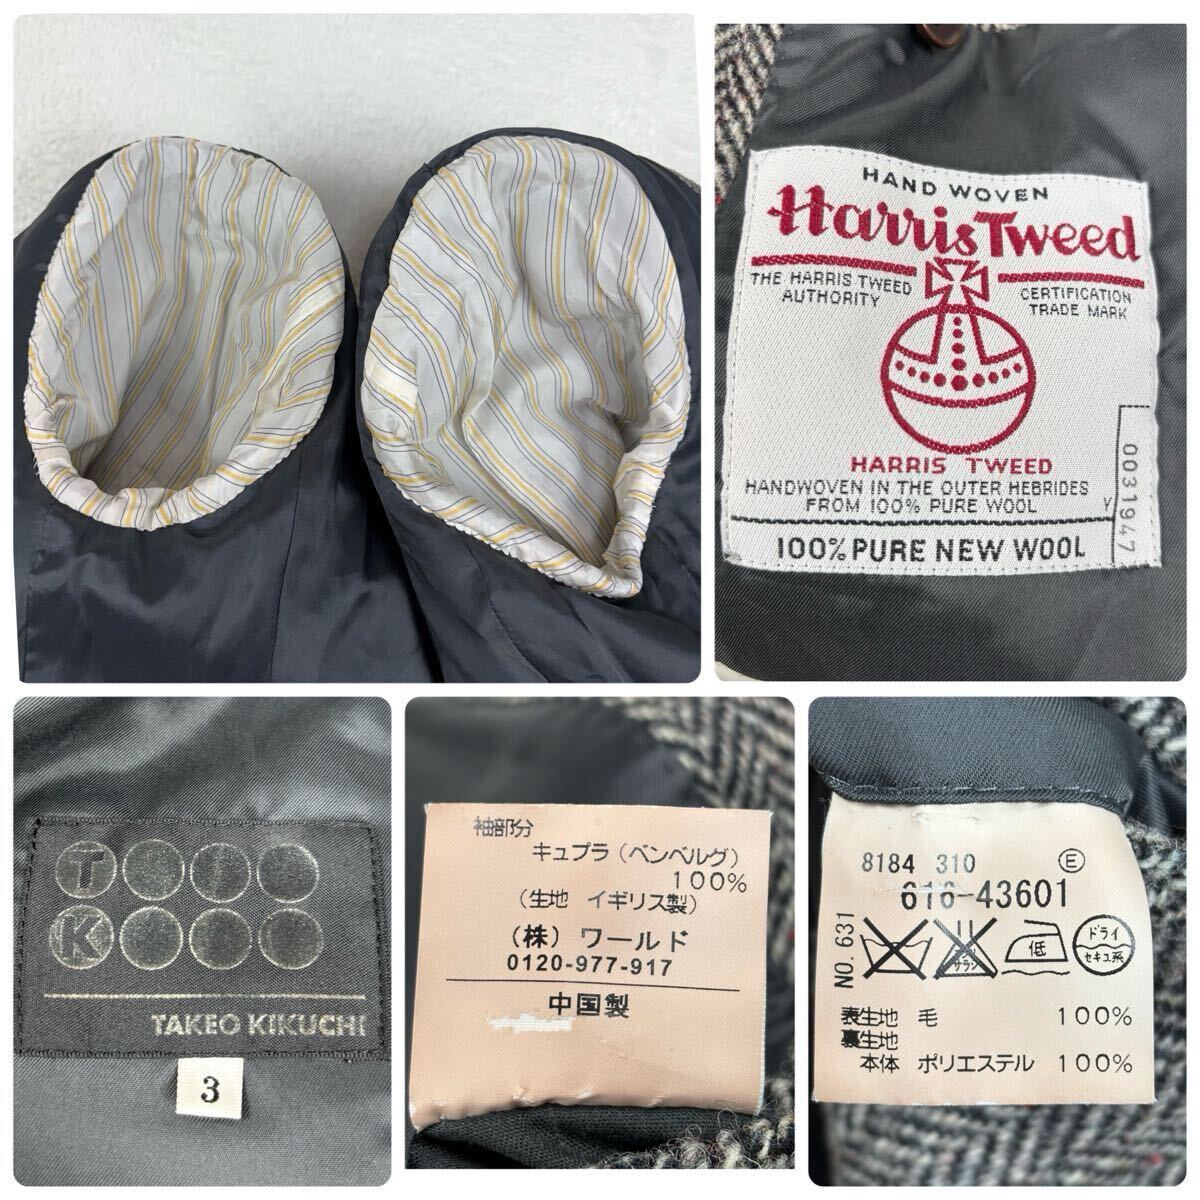 HAND WOVEN
Harris Tweed
THE HARRIS TWEED
AUTHORITY
CERTIFICATION
TRADE MARK
HARRIS TWEED
HANDWOVEN IN THE OUTER HEBRIDES
FROM 100% PURE WOOL
Y
0031947
100% PURE NEW WOOL
T
K
TAKEO KIKUCHI
3
袖部分
キュプラ(ベンベルグ)
100%
(生地 イギリス製)
(株)ワールド
0120-977-917
中国製
8184 310 E
616-43601
NO.631
サラシ
低
ドライ
セキユ系
表生地 毛 100%
裏生地
本体 ポリエステル 100%